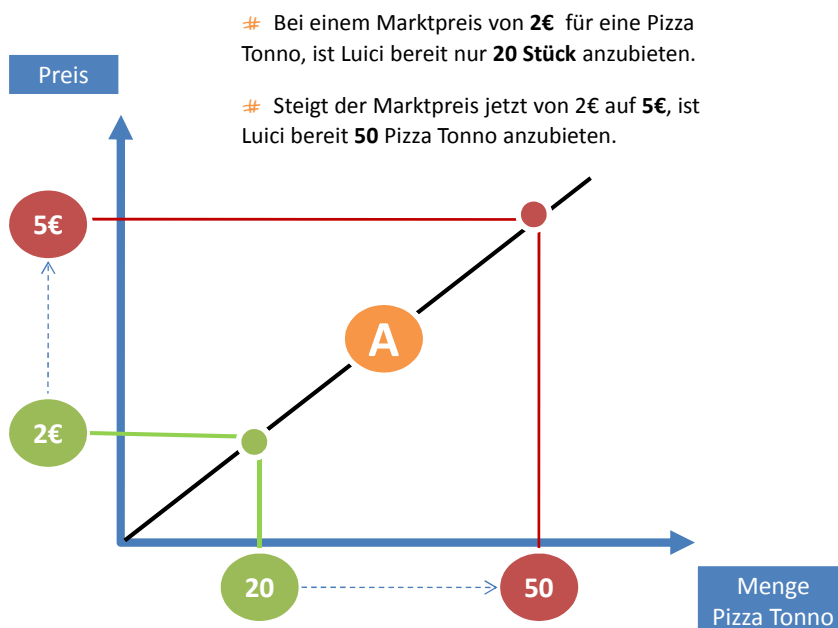 # Bei einem Marktpreis von 2€ für eine Pizza
Tonno, ist Luici bereit nur 20 Stück anzubieten.
Preis
# Steigt der Marktpreis jetzt von 2€ auf 5€, ist
Luici bereit 50 Pizza Tonno anzubieten.
5€
A
2€
20
50
Menge
Pizza Tonno